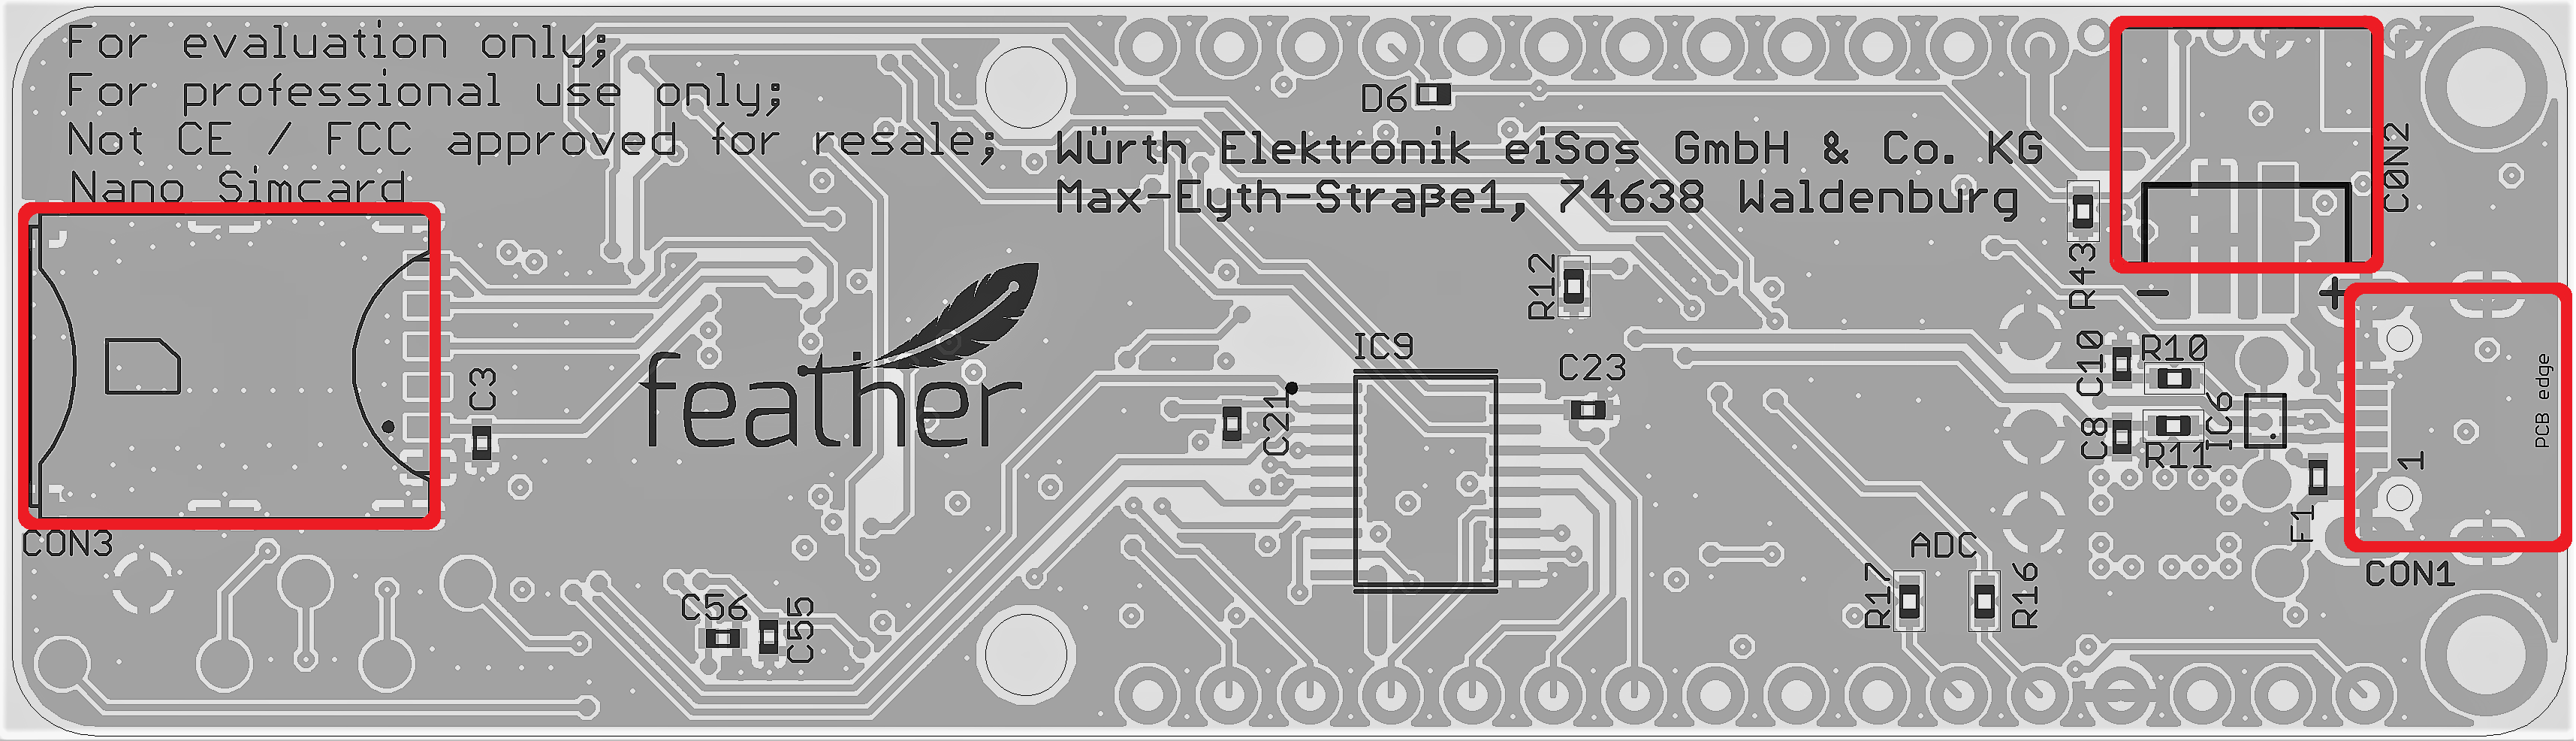 For evaluation only;
For professional use only;
Not CE / FCC approved for resale;
Nano Simcard
D6
Würth Elektronik eiSos GmbH & Co. KG
Max-Eyth-Straße1, 74638 Waldenburg
CON2
R43
- +
R12
feather
IC9
C23
C3
C21
C10
R10
C8
R11
IC6
PCB edge
1
F1
CON3
CON1
ADC
R17
R16
C56
C55